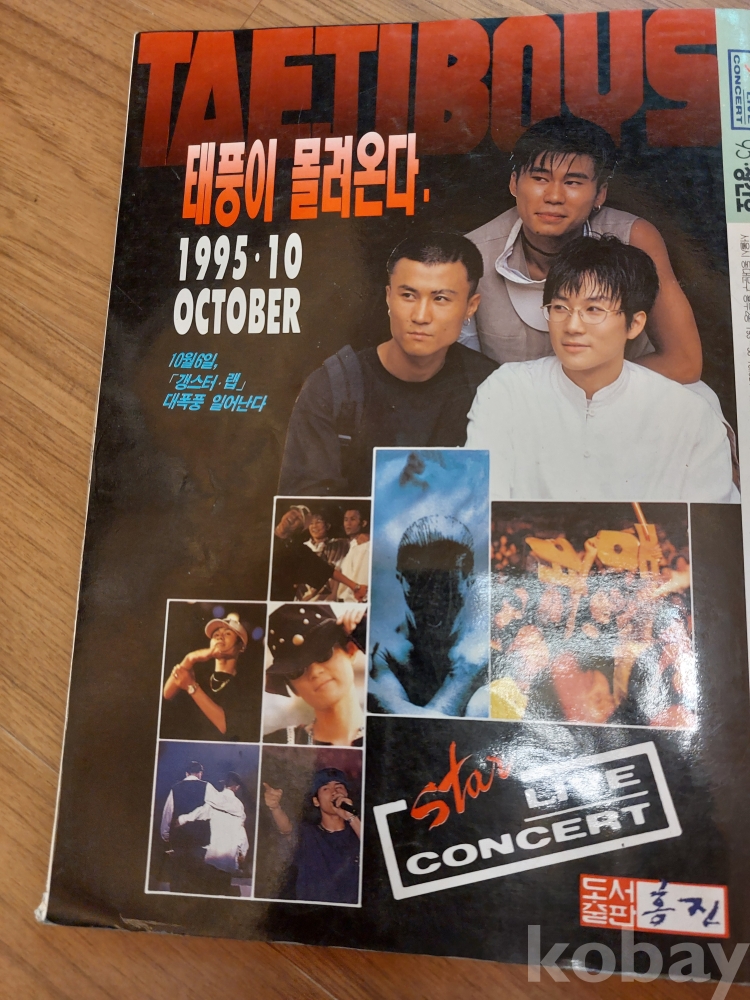 TAETIBOYS
태풍이 몰려온다.
1995·10
OCTOBER
10월6일,
「갱스터·랩」
대폭풍 일어난다
Star
LIVE
CONCERT
도서
출판
홍진
CONCERT
95
kobay